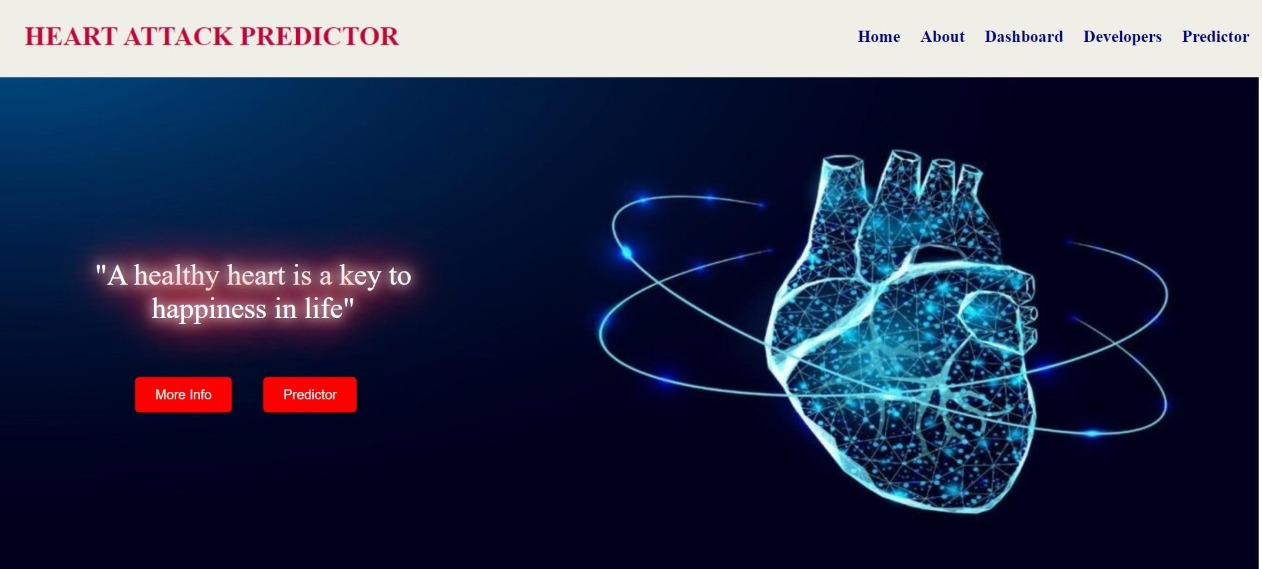 HEART ATTACK PREDICTOR
Home About Dashboard Developers Predictor
"A healthy heart is a key to
happiness in life"
More Info Predictor